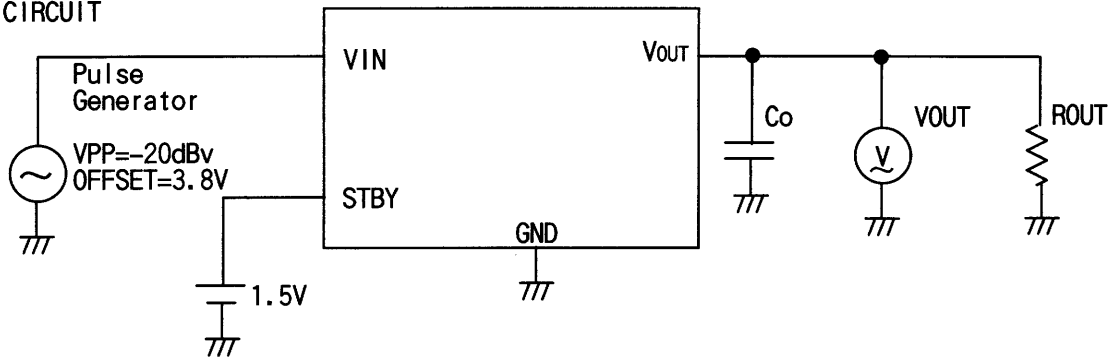 CIRCUIT
VIN
VOUT
Pulse
Generator
Co
VOUT
ROUT
V
VPP=-20dBv
OFFSET=3.8V
STBY
GND
1.5V